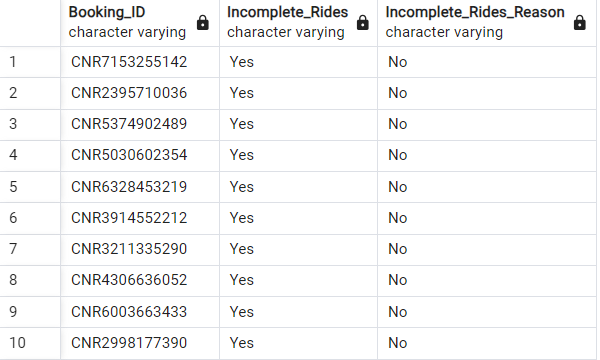 Booking_ID Incomplete_Rides Incomplete_Rides_Reason
character varying character varying character varying
1 CNR7153255142 Yes No
2 CNR2395710036 Yes No
3 CNR5374902489 Yes No
4 CNR5030602354 Yes No
5 CNR6328453219 Yes No
6 CNR3914552212 Yes No
7 CNR3211335290 Yes No
8 CNR4306636052 Yes No
9 CNR6003663433 Yes No
10 CNR2998177390 Yes No